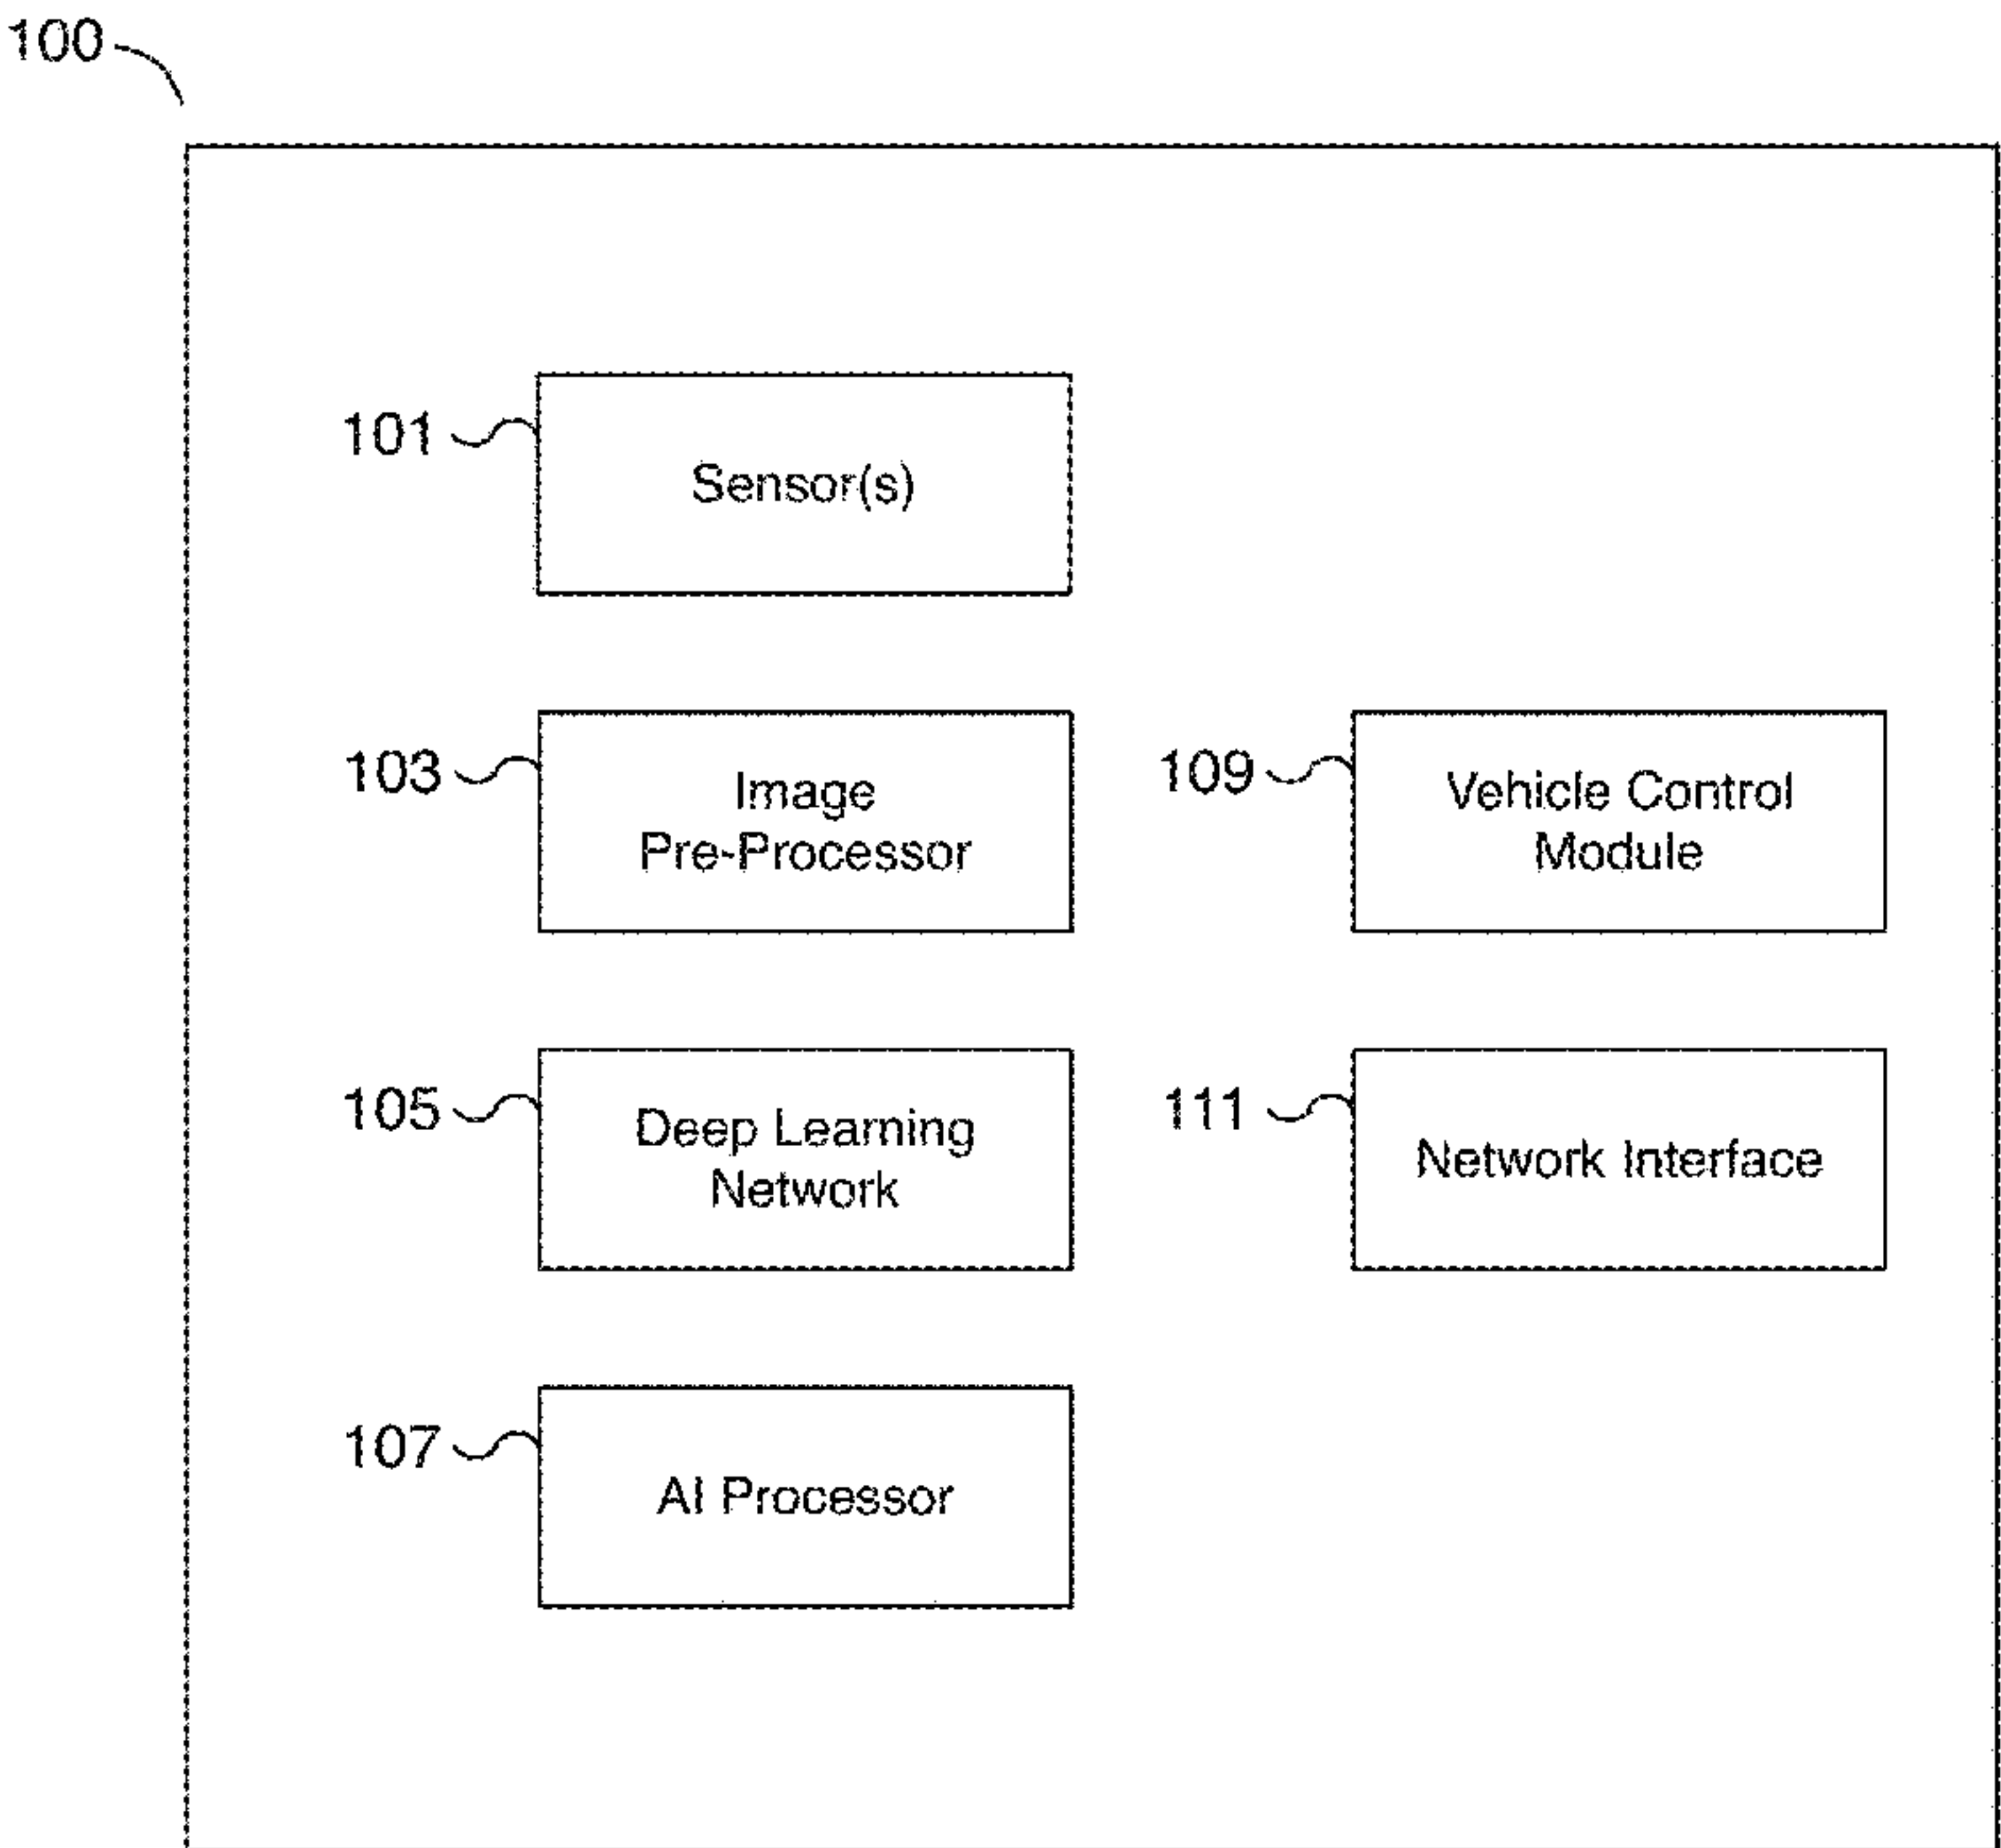 100
101
Sensor(s)
103
Image
Pre-Processor
109
Vehicle Control
Module
105
Deep Learning
Network
111
Network Interface
107
AI Processor